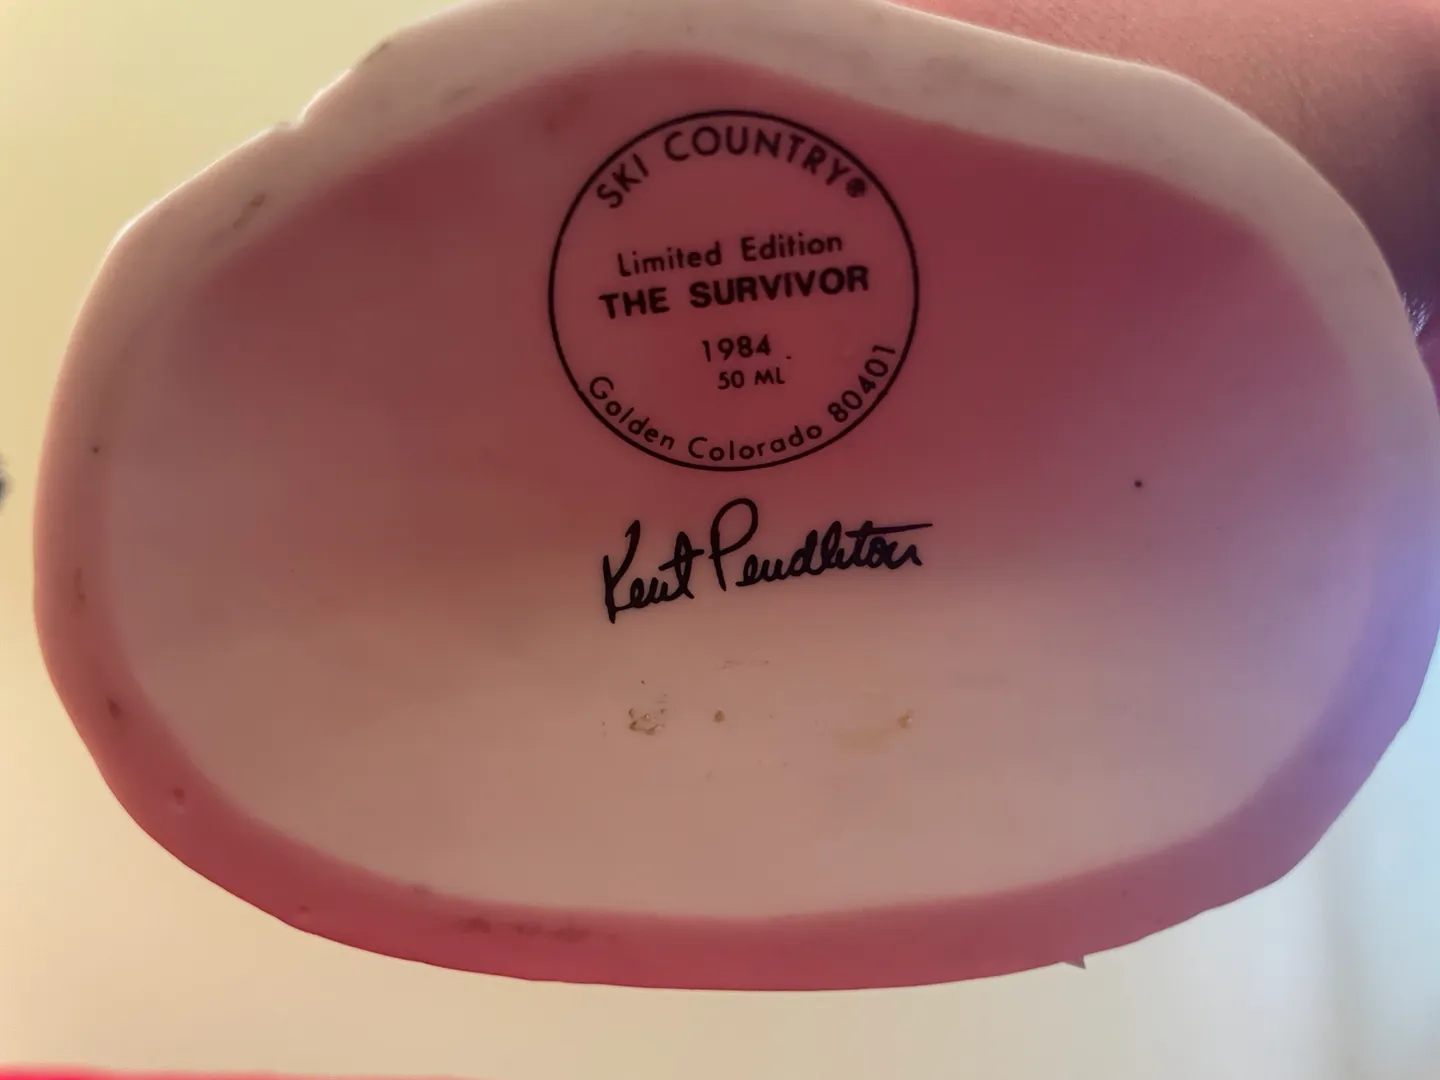 SKI COUNTRY®
Limited Edition
THE SURVIVOR
1984
50 ML
Golden Colorado 80401
Kent Pendleton